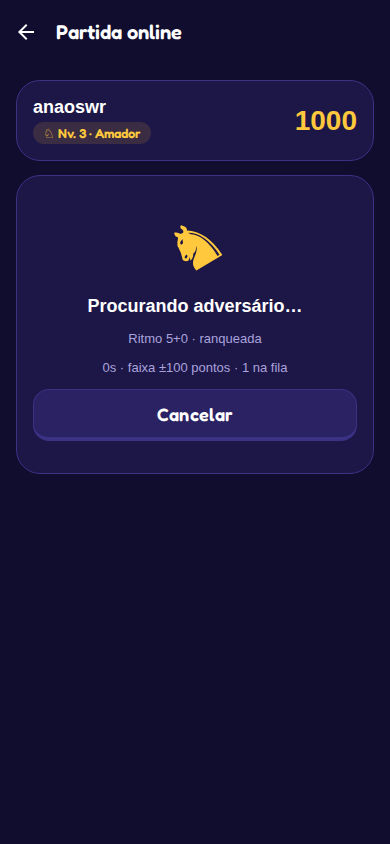 Partida online
anaoswr
♘ Nv. 3 · Amador
1000
Procurando adversário…
Ritmo 5+0 · ranqueada
0s · faixa ±100 pontos · 1 na fila
Cancelar